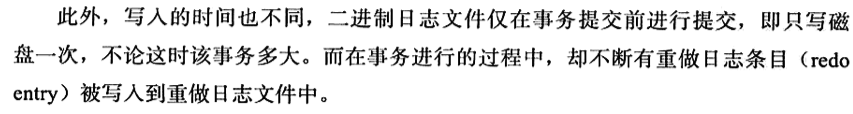 此外，写入的时间也不同，二进制日志文件仅在事务提交前进行提交，即只写磁
盘一次，不论这时该事务多大。而在事务进行的过程中，却不断有重做日志条目（redo
entry）被写入到重做日志文件中。